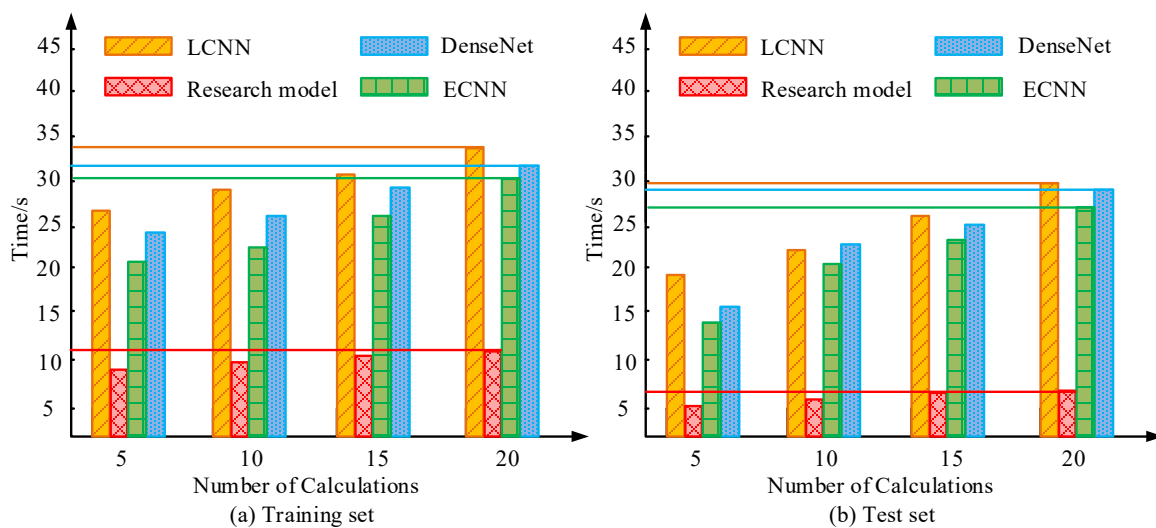 45
40
35
30
25
20
15
10
5
Time/s
LCNN
DenseNet
Research model
ECNN
5 10 15 20
Number of Calculations
(a) Training set
45
40
35
30
25
20
15
10
5
Time/s
LCNN
DenseNet
Research model
ECNN
5 10 15 20
Number of Calculations
(b) Test set